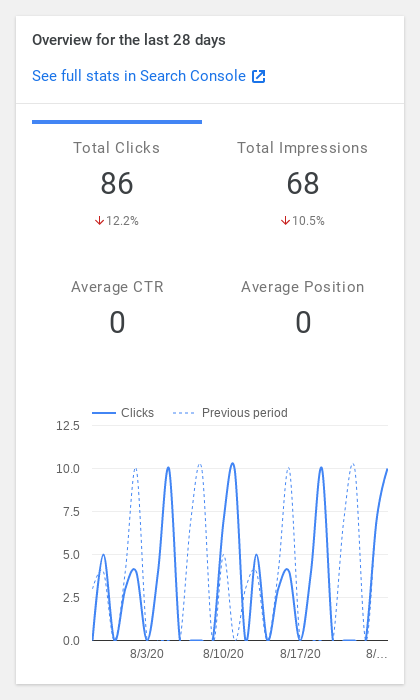 Overview for the last 28 days
See full stats in Search Console
Total Clicks
86
12.2%
Total Impressions
68
10.5%
Average CTR
0
Average Position
0
Clicks
Previous period
12.5
10.0
7.5
5.0
2.5
0.0
8/3/20
8/10/20
8/17/20
8/…